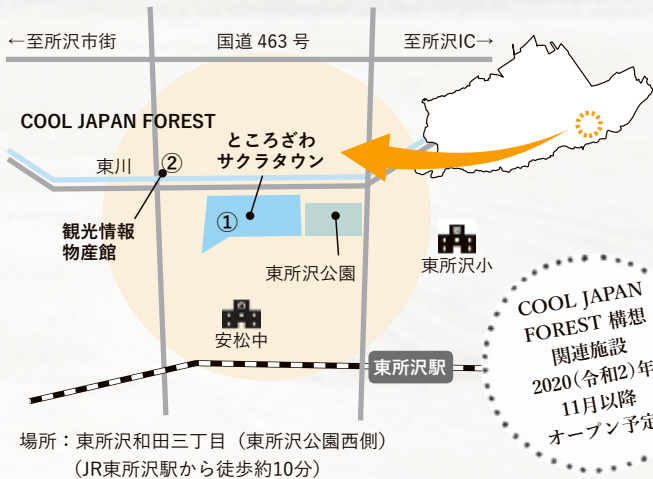 ←至所沢市街
国道 463 号
至所沢IC→
COOL JAPAN FOREST
ところざわ
サクラタウン
東川
②
観光情報
物産館
①
東所沢公園
東所沢小
安松中
東所沢駅
COOL JAPAN
FOREST 構想
関連施設
2020(令和2)年
11月以降
オープン予定
場所：東所沢和田三丁目（東所沢公園西側）
（JR東所沢駅から徒歩約10分）